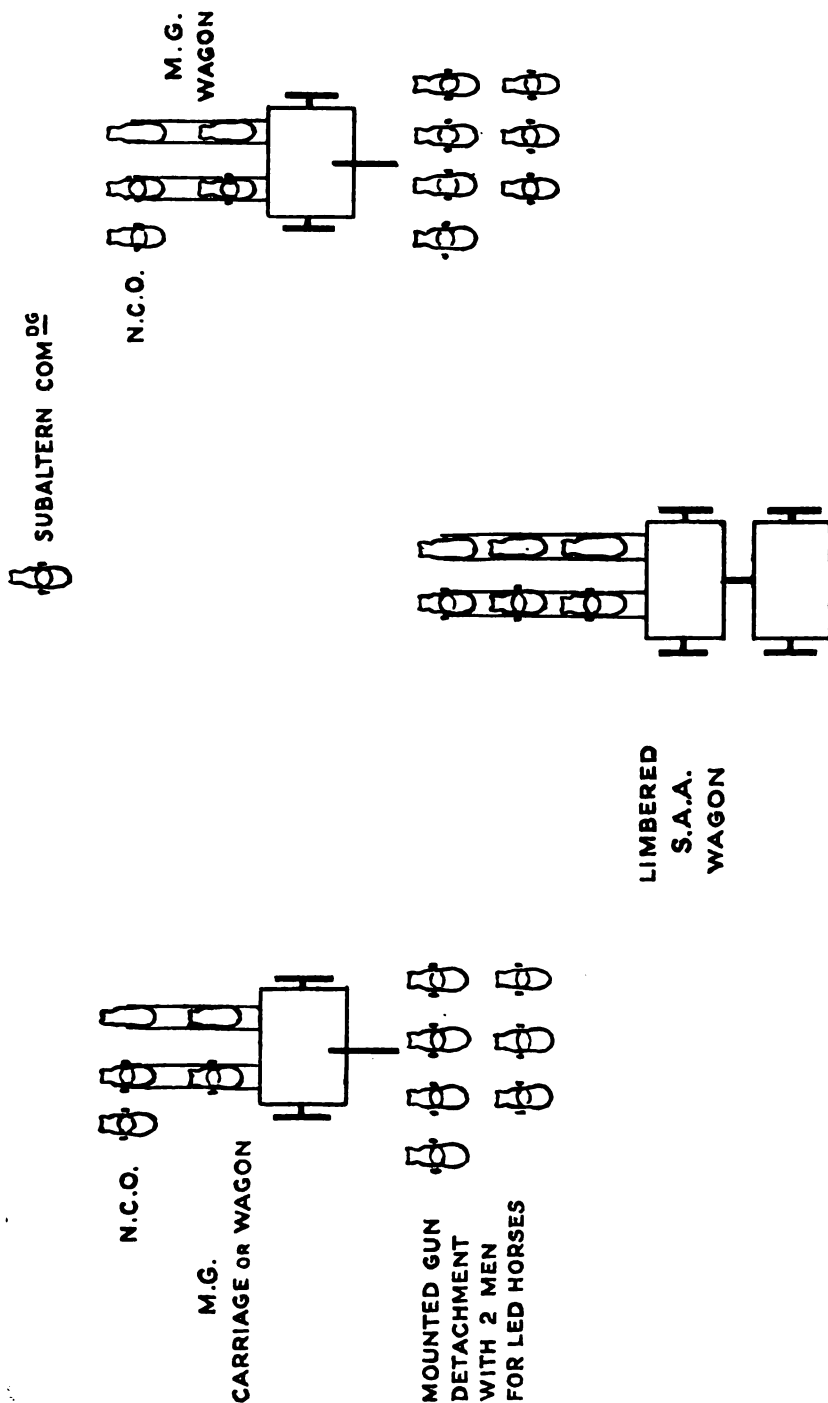 SUBALTERN COMDG
N.C.O.
M.G.
CARRIAGE OR WAGON
N.C.O.
M.G.
WAGON
MOUNTED GUN
DETACHMENT
WITH 2 MEN
FOR LED HORSES
LIMBERED
S.A.A.
WAGON